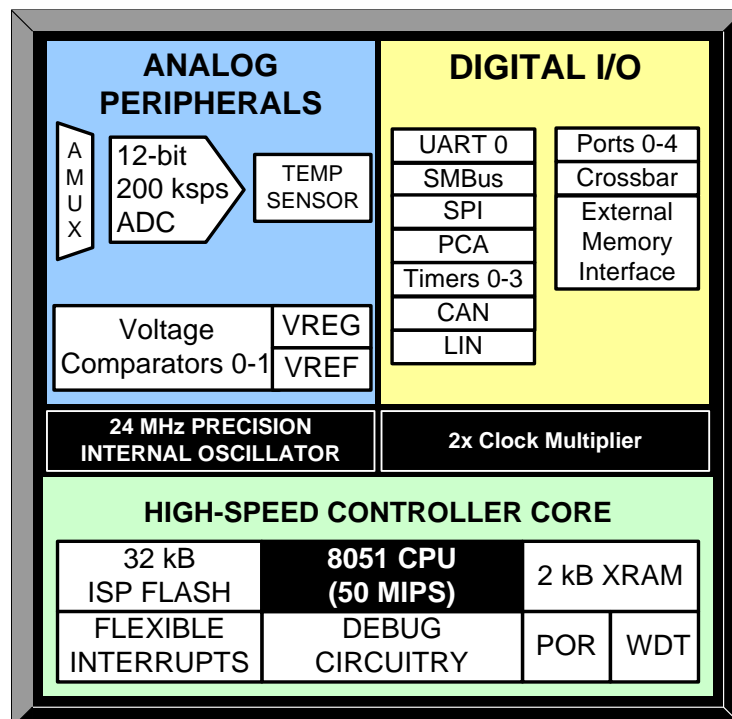 ANALOG
PERIPHERALS
A
M
U
X
12-bit
200 ksps
ADC
TEMP
SENSOR
Voltage
Comparators 0-1
VREG
VREF
DIGITAL I/O
UART 0
SMBus
SPI
PCA
Timers 0-3
CAN
LIN
Ports 0-4
Crossbar
External
Memory
Interface
24 MHz PRECISION
INTERNAL OSCILLATOR
2x Clock Multiplier
HIGH-SPEED CONTROLLER CORE
32 kB
ISP FLASH
8051 CPU
(50 MIPS)
2 kB XRAM
FLEXIBLE
INTERRUPTS
DEBUG
CIRCUITRY
POR
WDT